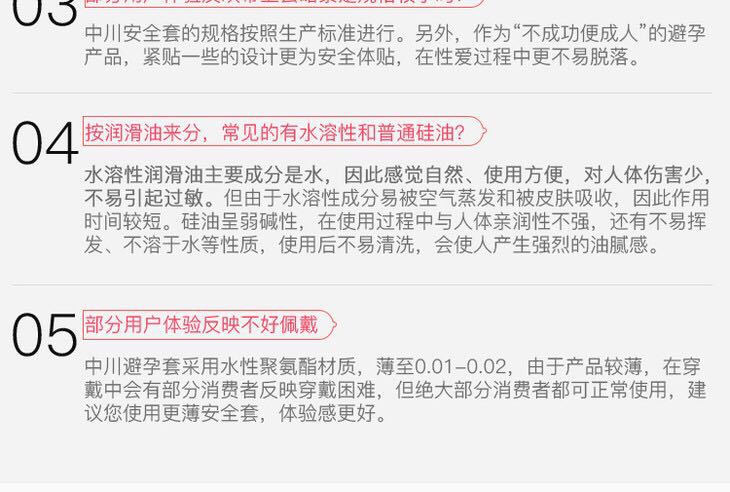 03
中川安全套的规格按照生产标准进行。另外，作为“不成功便成人”的避孕
产品，紧贴一些的设计更为安全体贴，在性爱过程中更不易脱落。
04
按润滑油来分，常见的有水溶性和普通硅油？
水溶性润滑油主要成分是水，因此感觉自然、使用方便，对人体伤害少，
不易引起过敏。但由于水溶性成分易被空气蒸发和被皮肤吸收，因此作用
时间较短。硅油呈弱碱性，在使用过程中与人体亲润性不强，还有不易挥
发、不溶于水等性质，使用后不易清洗，会使人产生强烈的油腻感。
05
部分用户体验反映不好佩戴
中川避孕套采用水性聚氨酯材质，薄至0.01-0.02，由于产品较薄，在穿
戴中会有部分消费者反映穿戴困难，但绝大部分消费者都可正常使用，建
议您使用更薄安全套，体验感更好。